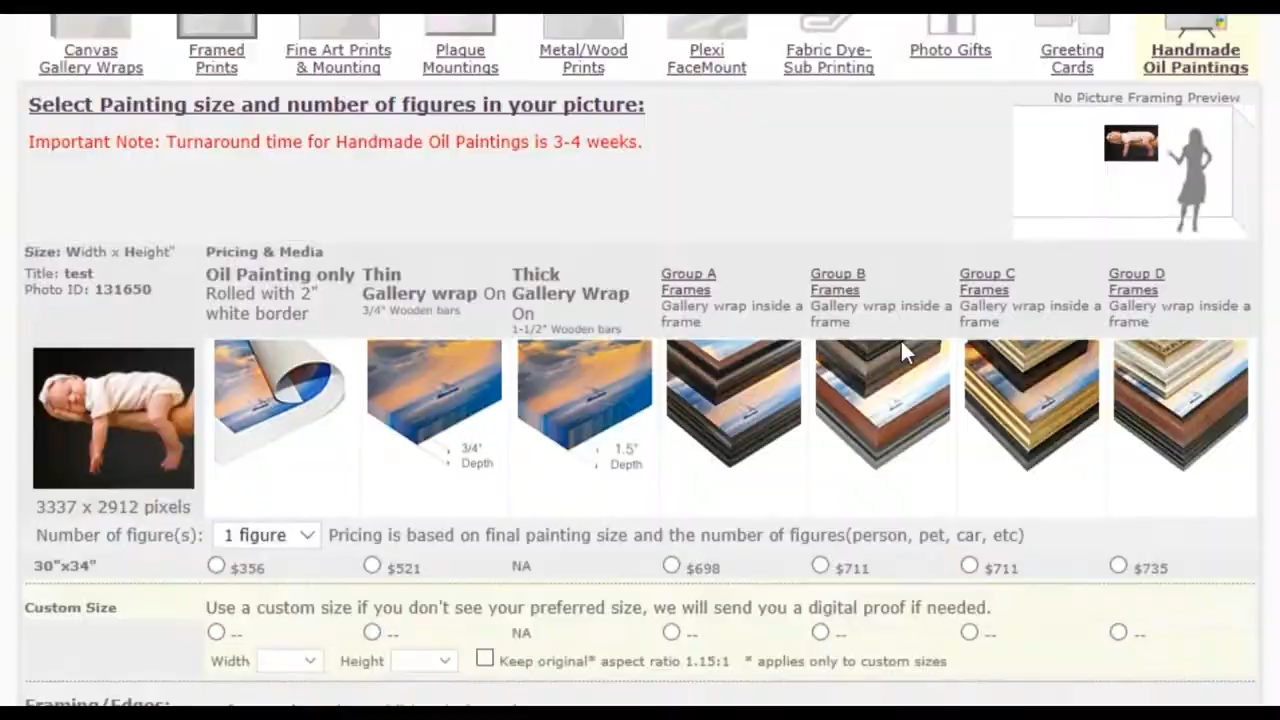 Canvas
Gallery Wraps
Framed
Prints
Fine Art Prints
& Mounting
Plaque
Mountings
Metal/Wood
Prints
Plexi
FaceMount
Fabric Dye-
Sub Printing
Photo Gifts
Greeting
Cards
Handmade
Oil Paintings
Select Painting size and number of figures in your picture:
No Picture Framing Preview
Important Note: Turnaround time for Handmade Oil Paintings is 3-4 weeks.
Size: Width x Height"
Pricing & Media
Title: test
Photo ID: 131650
Oil Painting only
Rolled with 2"
white border
Thin
Gallery wrap On
3/4" Wooden bars
Thick
Gallery Wrap
On
1-1/2" Wooden bars
Group A
Frames
Gallery wrap inside a
frame
Group B
Frames
Gallery wrap inside a
frame
Group C
Frames
Gallery wrap inside a
frame
Group D
Frames
Gallery wrap inside a
frame
3/4"
Depth
1.5"
Depth
3337 x 2912 pixels
Number of figure(s): 1 figure Pricing is based on final painting size and the number of figures(person, pet, car, etc)
30"x34" $356 $521 NA $698 $711 $711 $735
Custom Size Use a custom size if you don't see your preferred size, we will send you a digital proof if needed.
-- -- NA -- -- -- --
Width Height Keep original* aspect ratio 1.15:1 * applies only to custom sizes
Framing/Edges: